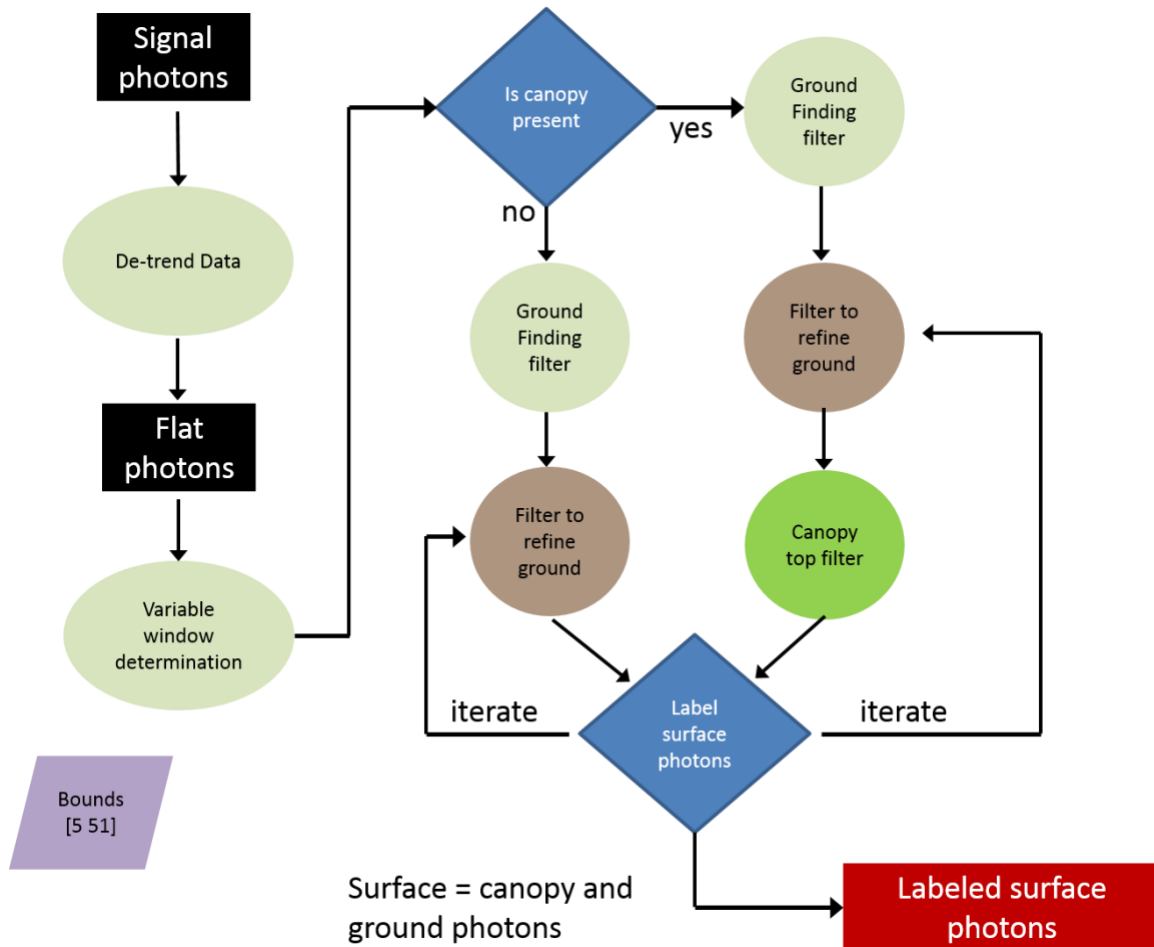 Signal
photons
De-trend Data
Flat
photons
Variable
window
determination
Bounds
[5 51]
Is canopy
present
yes
no
Ground
Finding
filter
Filter to
refine
ground
Ground
Finding
filter
Filter to
refine
ground
Canopy
top filter
iterate
Label
surface
photons
iterate
Surface = canopy and
ground photons
Labeled surface
photons